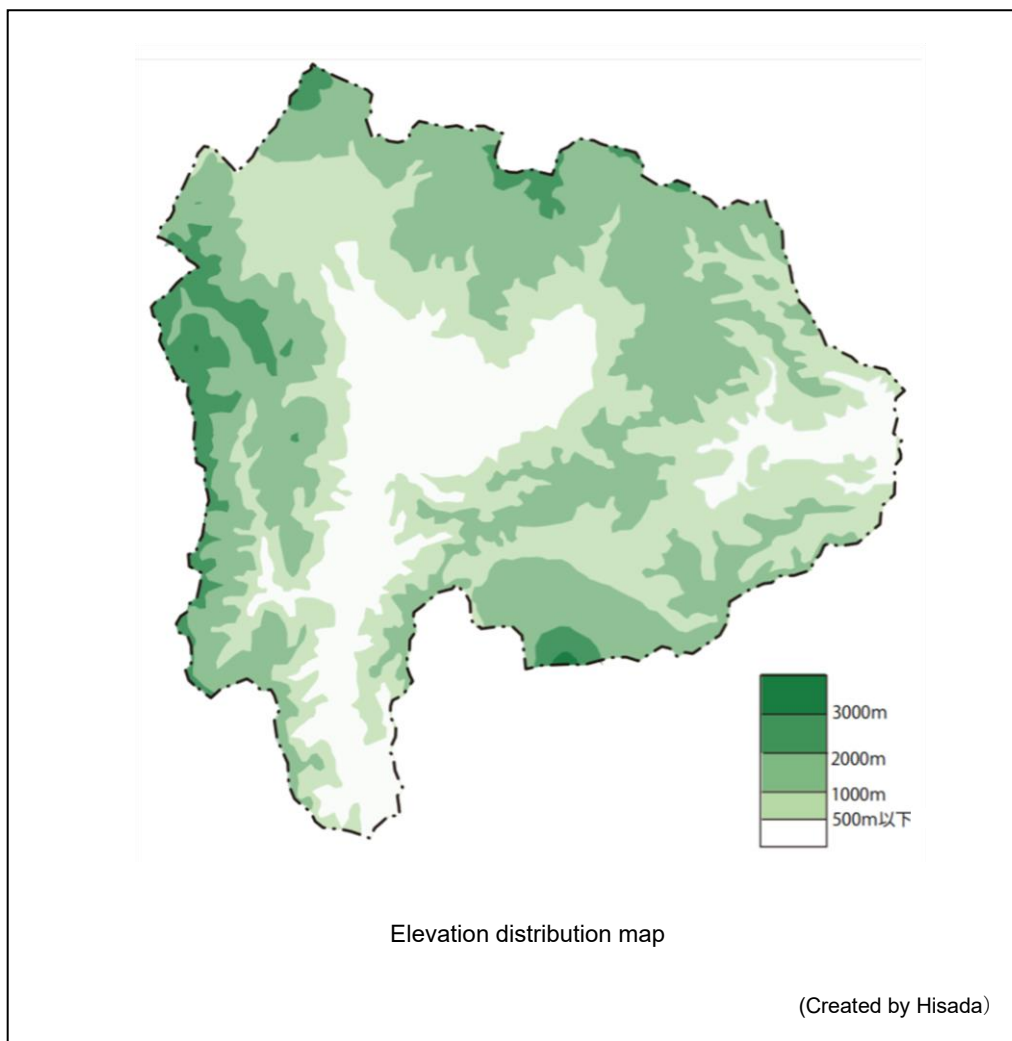 3000m
2000m
1000m
500m以下
Elevation distribution map
(Created by Hisada）